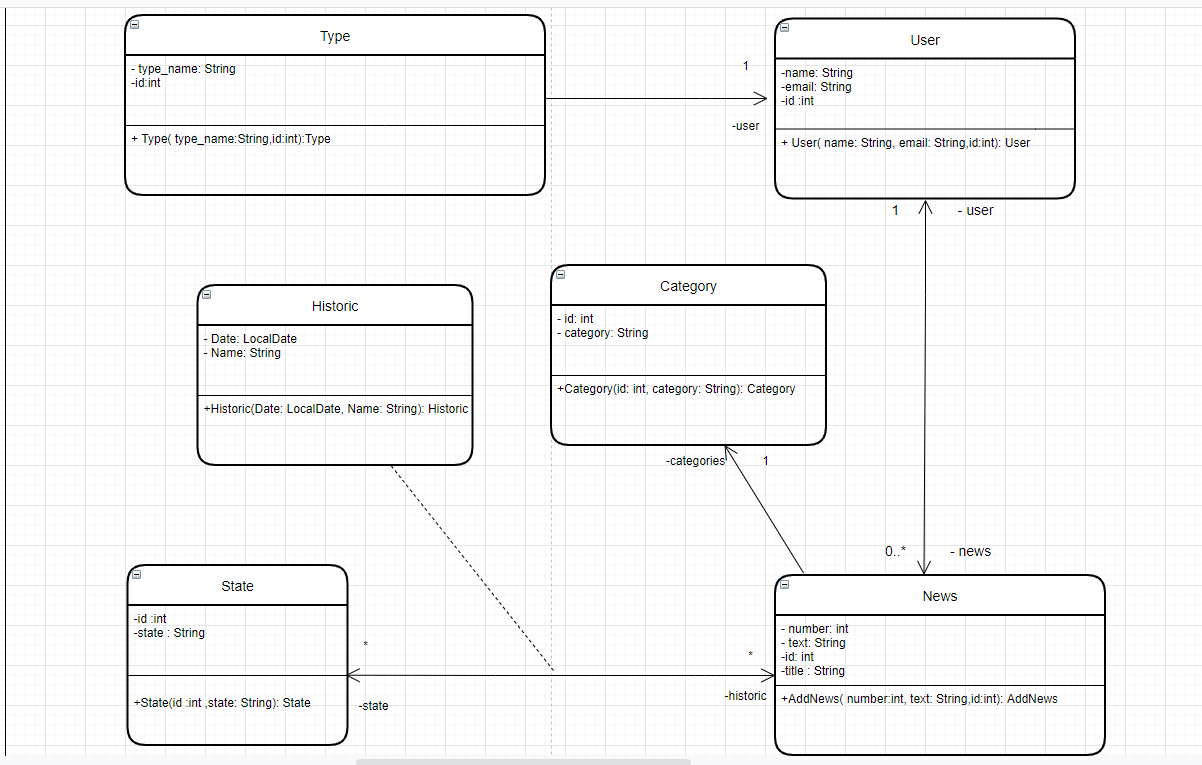 Type
- type_name: String
-id:int
+ Type( type_name:String,id:int):Type
1
-user
User
-name: String
-email: String
-id :int
+ User( name: String, email: String,id:int): User
1
- user
Historic
- Date: LocalDate
- Name: String
+Historic(Date: LocalDate, Name: String): Historic
Category
- id: int
- category: String
+Category(id: int, category: String): Category
-categories
1
0..*
- news
State
-id :int
-state : String
+State(id :int ,state: String): State
*
-state
*
-historic
News
- number: int
- text: String
-id: int
-title : String
+AddNews( number:int, text: String,id:int): AddNews